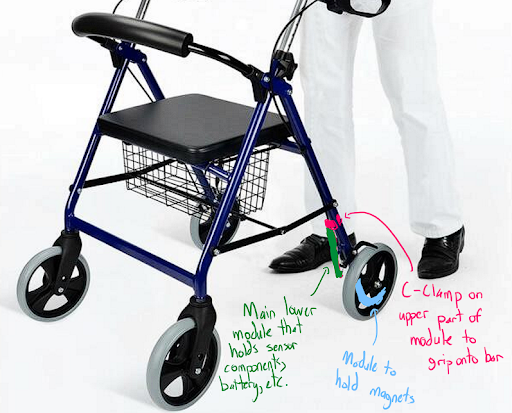 Main lower
module that
holds sensor
components,
battery, etc.
Module to
hold magnets
C-Clamp on
upper part of
module to
grip onto bar